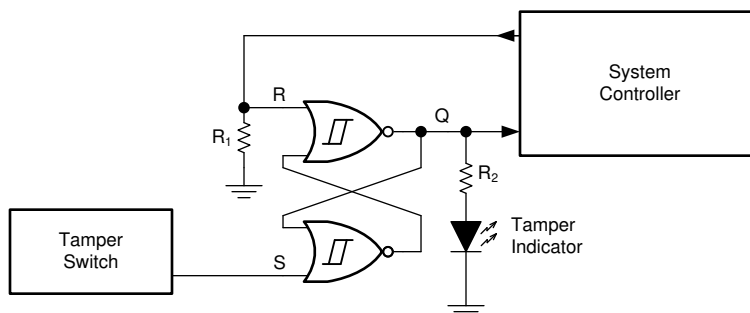 System
Controller
R
Q
R1
R2
Tamper
Indicator
Tamper
Switch
S